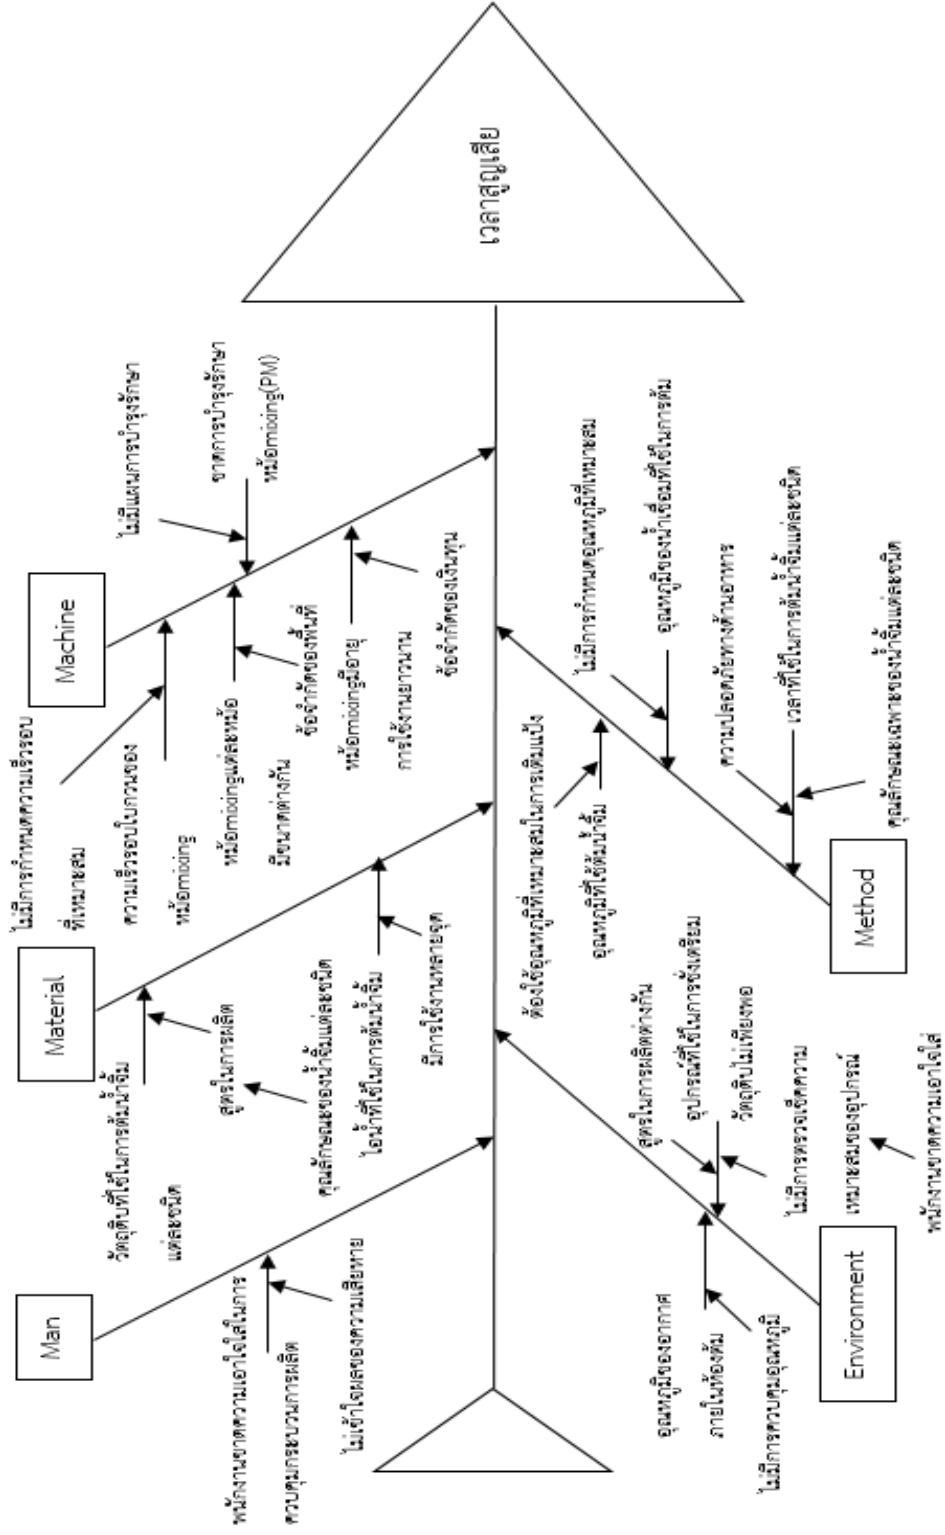 Man
Material
Machine
พนักงานขาดความเอาใจใส่ในการ
ควบคุมกระบวนการผลิต
ไม่เข้าใจผลของความเสียหาย
วัตถุดิบที่ใช้ในการต้มน้ำจิ้ม
แต่ละชนิด
สูตรในการผลิต
คุณลักษณะของน้ำจิ้มแต่ละชนิด
ไอน้ำที่ใช้ในการต้มน้ำจิ้ม
มีการใช้งานหลายจุด
ไม่มีการกำหนดความเร็วรอบ
ที่เหมาะสม
ความเร็วรอบใบกวนของ
หม้อmixing
หม้อmixingแต่ละหม้อ
มีขนาดต่างกัน
ข้อจำกัดของพื้นที่
หม้อmixingมีอายุ
การใช้งานยาวนาน
ข้อจำกัดของเงินทุน
ไม่มีแผนการบำรุงรักษา
ขาดการบำรุงรักษา
หม้อmixing(PM)
เวลาสูญเสีย
อุณหภูมิของอากาศ
ภายในห้องต้ม
ไม่มีการควบคุมอุณหภูมิ
สูตรในการผลิตต่างกัน
อุปกรณ์ที่ใช้ในการชั่งเตรียม
วัตถุดิบไม่เพียงพอ
ไม่มีการตรวจเช็คความ
เหมาะสมของอุปกรณ์
พนักงานขาดความเอาใจใส่
ต้องใช้อุณหภูมิที่เหมาะสมในการเติมแป้ง
อุณหภูมิที่ใช้ต้มน้ำจิ้ม
ไม่มีการกำหนดอุณหภูมิที่เหมาะสม
อุณหภูมิของน้ำเชื่อมที่ใช้ในการต้ม
ความปลอดภัยทางด้านอาหาร
เวลาที่ใช้ในการต้มน้ำจิ้มแต่ละชนิด
คุณลักษณะเฉพาะของน้ำจิ้มแต่ละชนิด
Environment
Method